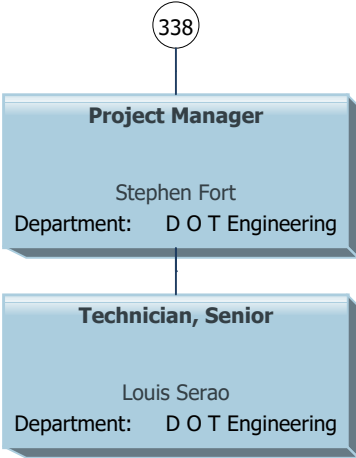 338
Project Manager
Stephen Fort
Department: D O T Engineering
Technician, Senior
Louis Serao
Department: D O T Engineering